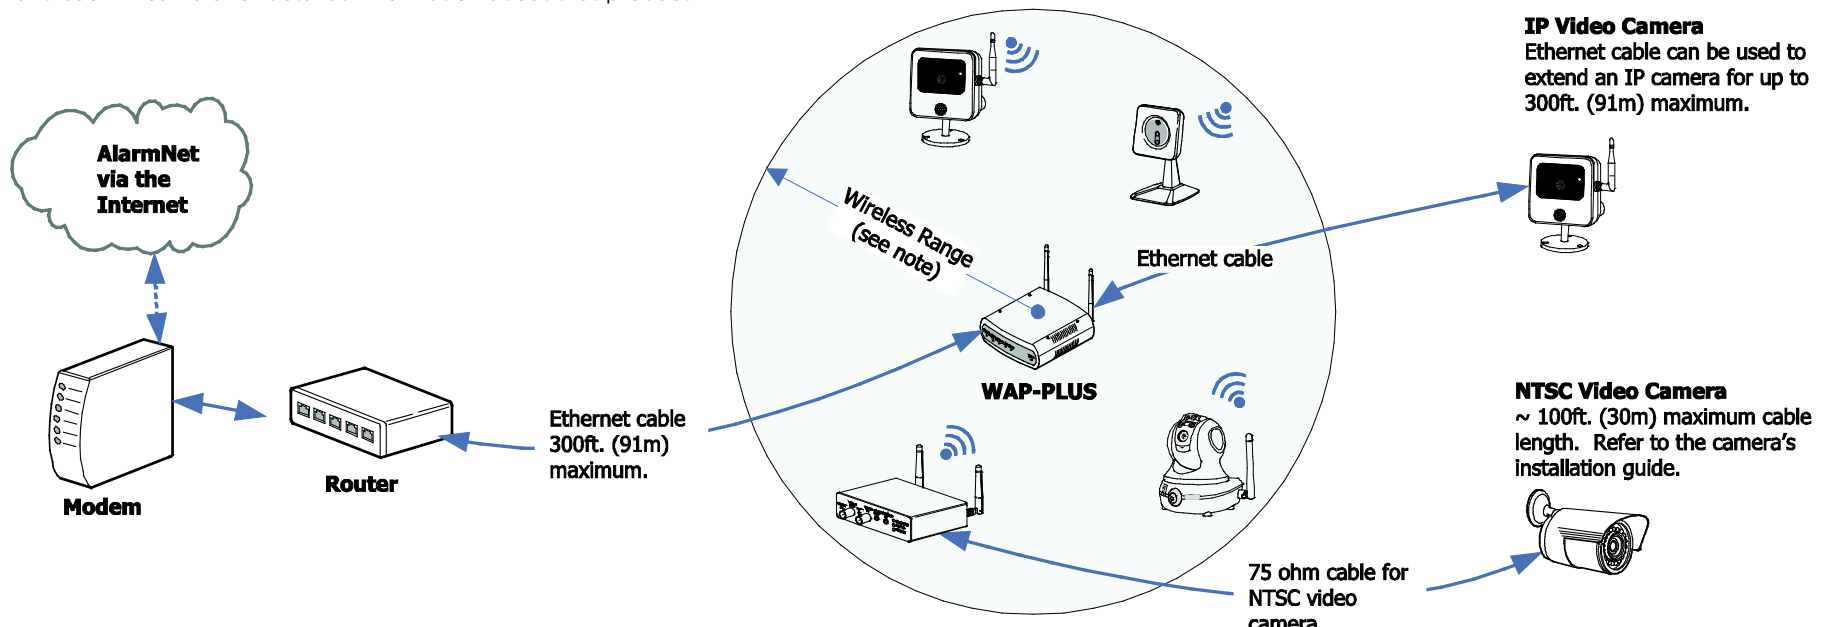 IP Video Camera
Ethernet cable can be used to
extend an IP camera for up to
300ft. (91m) maximum.
AlarmNet
via the
Internet
Wireless Range
(see note)
Ethernet cable
WAP-PLUS
Ethernet cable
300ft. (91m)
maximum.
Router
Modem
NTSC Video Camera
~ 100ft. (30m) maximum cable
length. Refer to the camera's
installation guide.
75 ohm cable for
NTSC video
camera